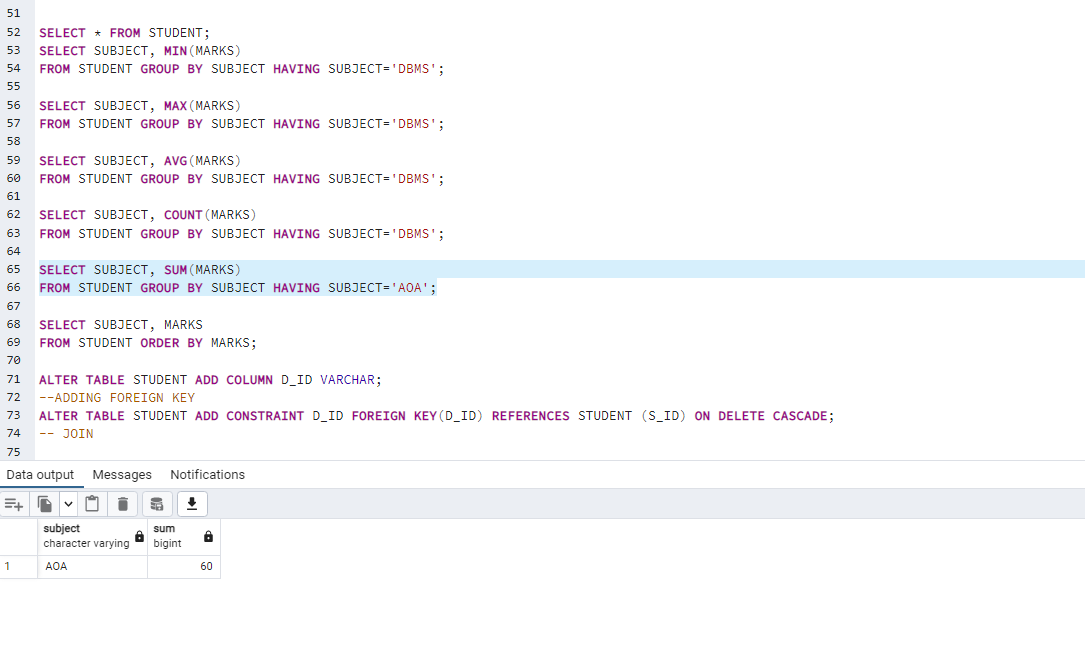 51
52 SELECT * FROM STUDENT;
53 SELECT SUBJECT, MIN(MARKS)
54 FROM STUDENT GROUP BY SUBJECT HAVING SUBJECT='DBMS';
55
56 SELECT SUBJECT, MAX(MARKS)
57 FROM STUDENT GROUP BY SUBJECT HAVING SUBJECT='DBMS';
58
59 SELECT SUBJECT, AVG(MARKS)
60 FROM STUDENT GROUP BY SUBJECT HAVING SUBJECT='DBMS';
61
62 SELECT SUBJECT, COUNT(MARKS)
63 FROM STUDENT GROUP BY SUBJECT HAVING SUBJECT='DBMS';
64
65 SELECT SUBJECT, SUM(MARKS)
66 FROM STUDENT GROUP BY SUBJECT HAVING SUBJECT='AOA';
67
68 SELECT SUBJECT, MARKS
69 FROM STUDENT ORDER BY MARKS;
70
71 ALTER TABLE STUDENT ADD COLUMN D_ID VARCHAR;
72 --ADDING FOREIGN KEY
73 ALTER TABLE STUDENT ADD CONSTRAINT D_ID FOREIGN KEY(D_ID) REFERENCES STUDENT (S_ID) ON DELETE CASCADE;
74 -- JOIN
75
Data output Messages Notifications
subject sum
character varying bigint
1 AOA 60